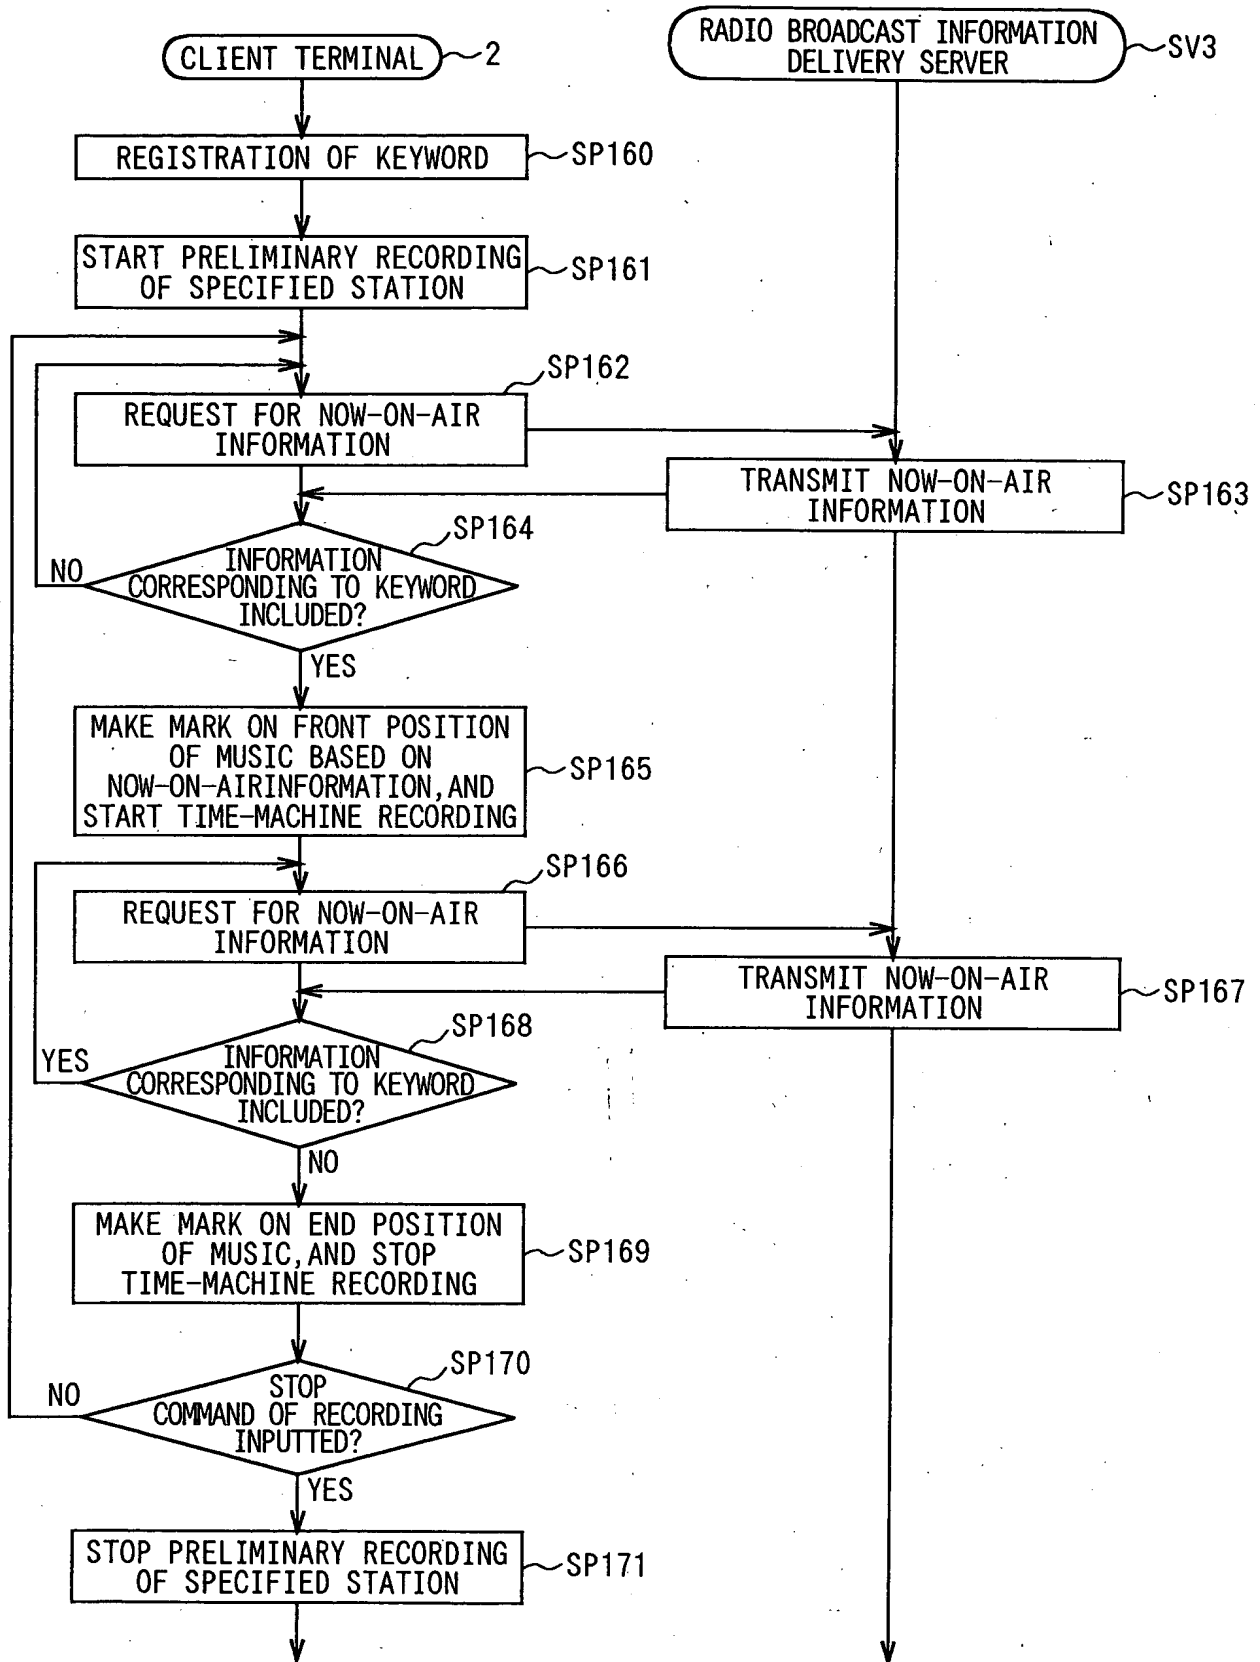 CLIENT TERMINAL
2
RADIO BROADCAST INFORMATION
DELIVERY SERVER
SV3
REGISTRATION OF KEYWORD
SP160
START PRELIMINARY RECORDING
OF SPECIFIED STATION
SP161
SP162
REQUEST FOR NOW-ON-AIR
INFORMATION
TRANSMIT NOW-ON-AIR
INFORMATION
SP163
SP164
INFORMATION
CORRESPONDING TO KEYWORD
INCLUDED?
NO
YES
MAKE MARK ON FRONT POSITION
OF MUSIC BASED ON
NOW-ON-AIRINFORMATION, AND
START TIME-MACHINE RECORDING
SP165
SP166
REQUEST FOR NOW-ON-AIR
INFORMATION
TRANSMIT NOW-ON-AIR
INFORMATION
SP167
SP168
INFORMATION
CORRESPONDING TO KEYWORD
INCLUDED?
YES
NO
MAKE MARK ON END POSITION
OF MUSIC, AND STOP
TIME-MACHINE RECORDING
SP169
SP170
STOP
COMMAND OF RECORDING
INPUTTED?
NO
YES
STOP PRELIMINARY RECORDING
OF SPECIFIED STATION
SP171